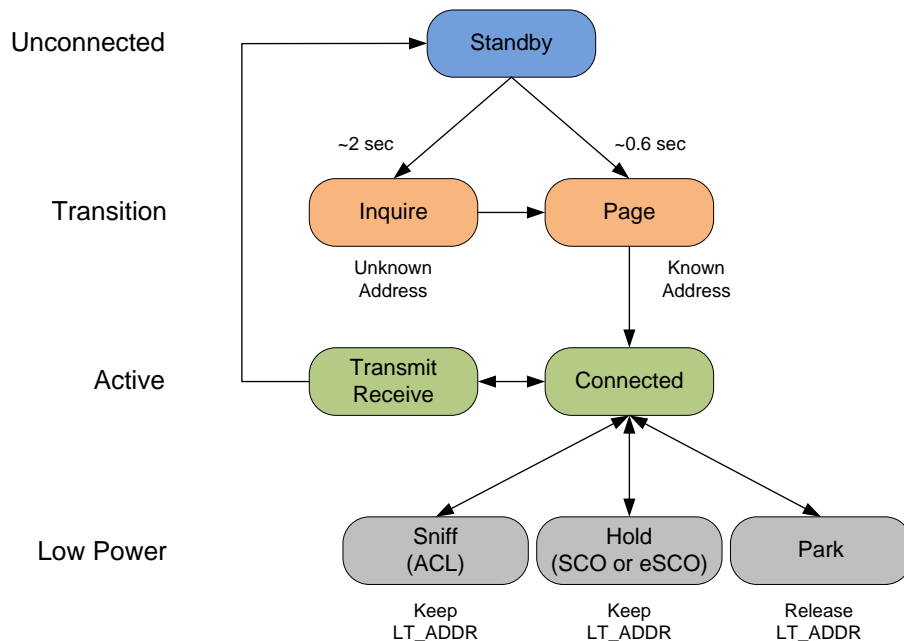 Unconnected
Standby
~2 sec
~0.6 sec
Transition
Inquire
Page
Unknown
Address
Known
Address
Active
Transmit
Receive
Connected
Low Power
Sniff
(ACL)
Hold
(SCO or eSCO)
Park
Keep
LT_ADDR
Keep
LT_ADDR
Release
LT_ADDR